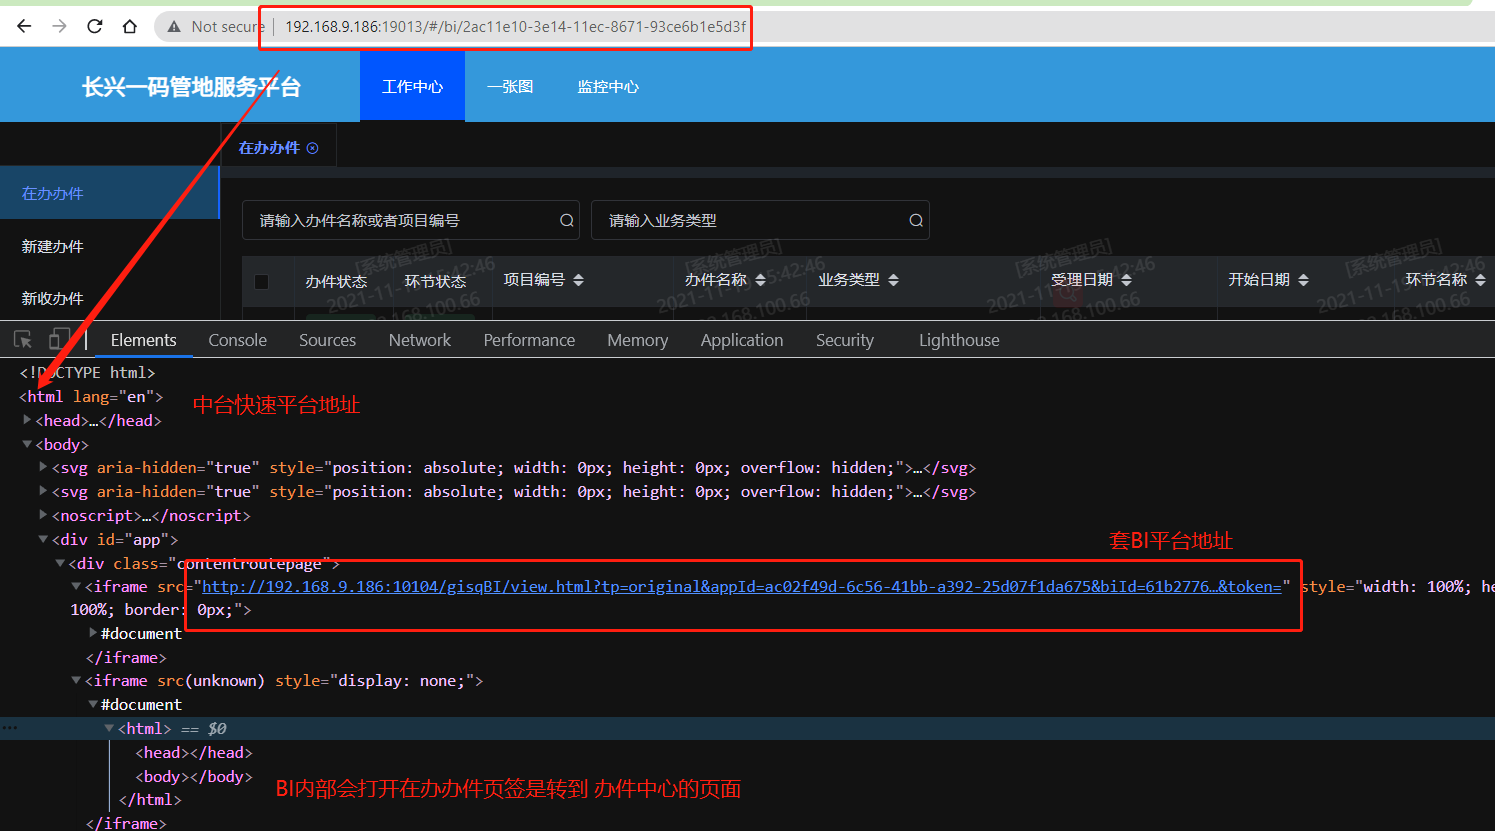 Not secure 192.168.9.186:19013/#/bi/2ac11e10-3e14-11ec-8671-93ce6b1e5d3f
长兴一码管地服务平台 工作中心 一张图 监控中心
在办办件
在办办件
请输入办件名称或者项目编号 请输入业务类型
新建办件
办件状态 环节状态 项目编号 办件名称 业务类型 受理日期 开始日期 环节名称
新收办件
Elements Console Sources Network Performance Memory Application Security Lighthouse
<!DOCTYPE html>
<html lang="en">
中台快速平台地址
<head>…</head>
<body>
<svg aria-hidden="true" style="position: absolute; width: 0px; height: 0px; overflow: hidden;">…</svg>
<svg aria-hidden="true" style="position: absolute; width: 0px; height: 0px; overflow: hidden;">…</svg>
<noscript>…</noscript>
<div id="app">
套BI平台地址
<div class="contentroutepage">
<iframe src="http://192.168.9.186:10104/gisqBI/view.html?tp=original&appId=ac02f49d-6c56-41bb-a392-25d07f1da675&biId=61b2776…&token=" style="width: 100%; he
100%; border: 0px;">
#document
</iframe>
<iframe src(unknown) style="display: none;">
#document
<html> == $0
<head></head>
<body></body>
BI内部会打开在办办件页签是转到 办件中心的页面
</html>
</iframe>